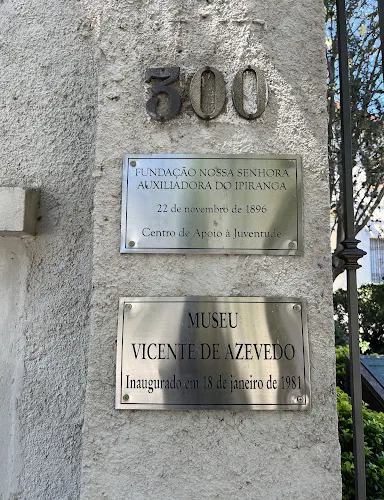 300
FUNDAÇÃO NOSSA SENHORA
AUXILIADORA DO IPIRANGA
22 de novembro de 1896
Centro de Apoio à Juventude
MUSEU
VICENTE DE AZEVEDO
Inaugurado em 18 de janeiro de 1981